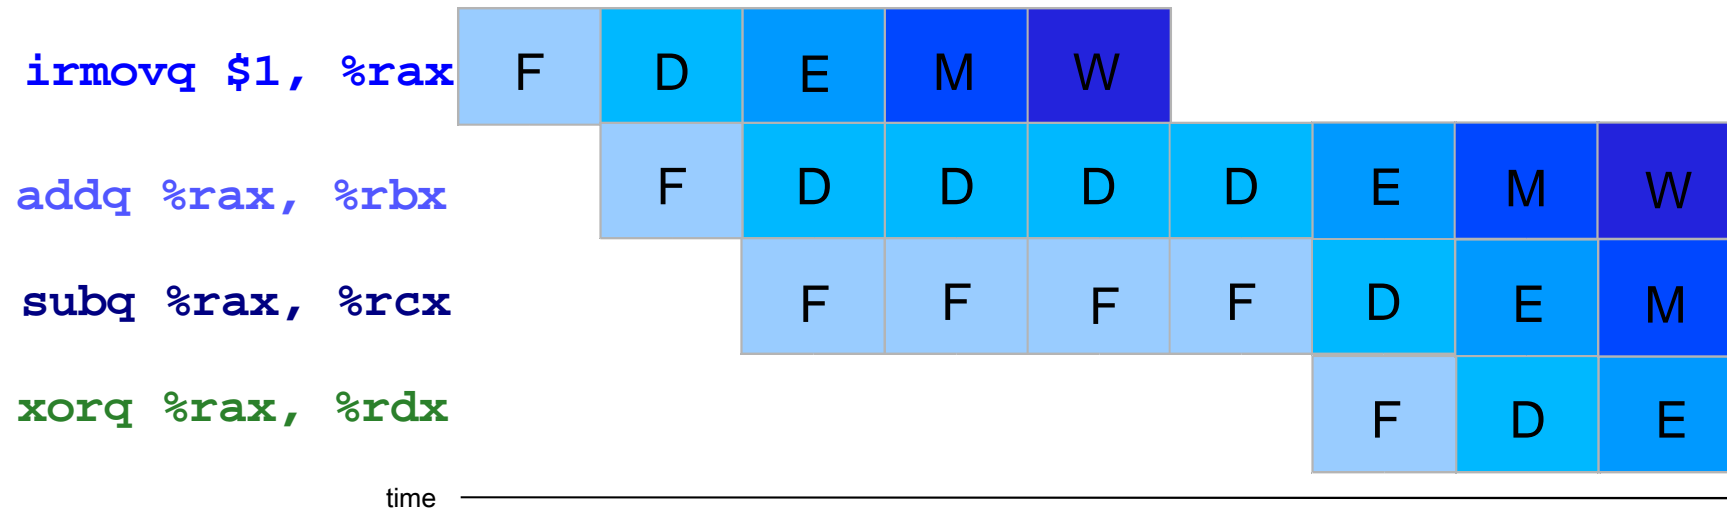 irmovq $1, %rax F D E M W
addq %rax, %rbx F D D D D E M W
subq %rax, %rcx F F F F D E M
xorq %rax, %rdx F D E
time